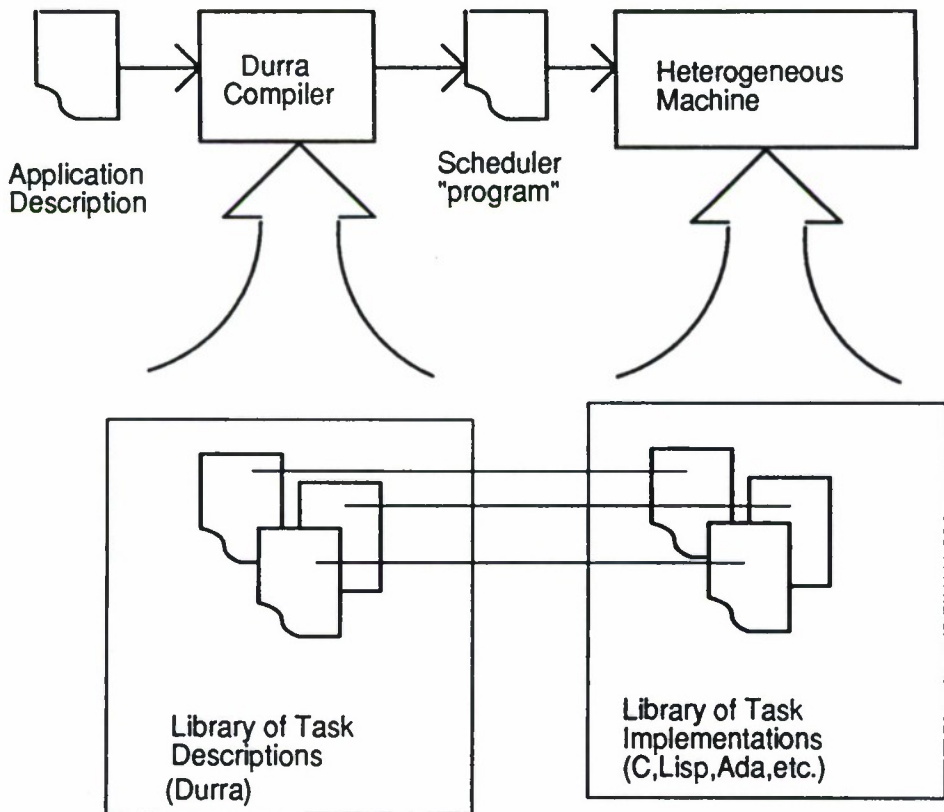 Durra
Compiler
Heterogeneous
Machine
Application
Description
Scheduler
"program"
Library of Task
Descriptions
(Durra)
Library of Task
Implementations
(C,Lisp,Ada,etc.)